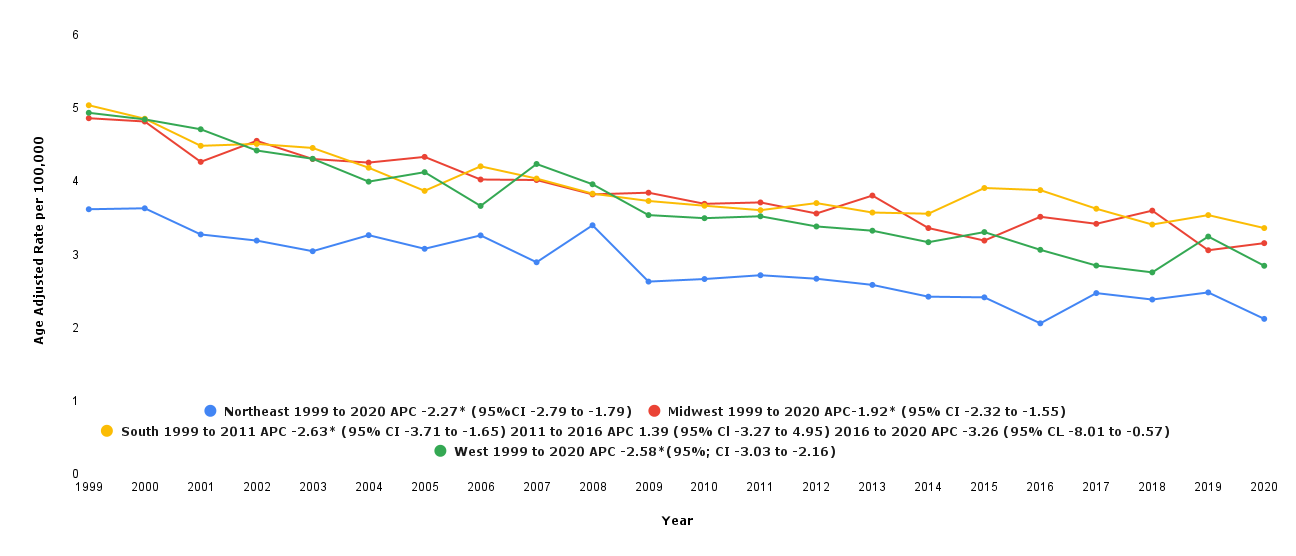 6
5
4
3
2
1
0
Age Adjusted Rate per 100,000
Northeast 1999 to 2020 APC -2.27* (95%CI -2.79 to -1.79)
Midwest 1999 to 2020 APC-1.92* (95% CI -2.32 to -1.55)
South 1999 to 2011 APC -2.63* (95% CI -3.71 to -1.65) 2011 to 2016 APC 1.39 (95% Cl -3.27 to 4.95) 2016 to 2020 APC -3.26 (95% CL -8.01 to -0.57)
West 1999 to 2020 APC -2.58*(95%; CI -3.03 to -2.16)
1999 2000 2001 2002 2003 2004 2005 2006 2007 2008 2009 2010 2011 2012 2013 2014 2015 2016 2017 2018 2019 2020
Year